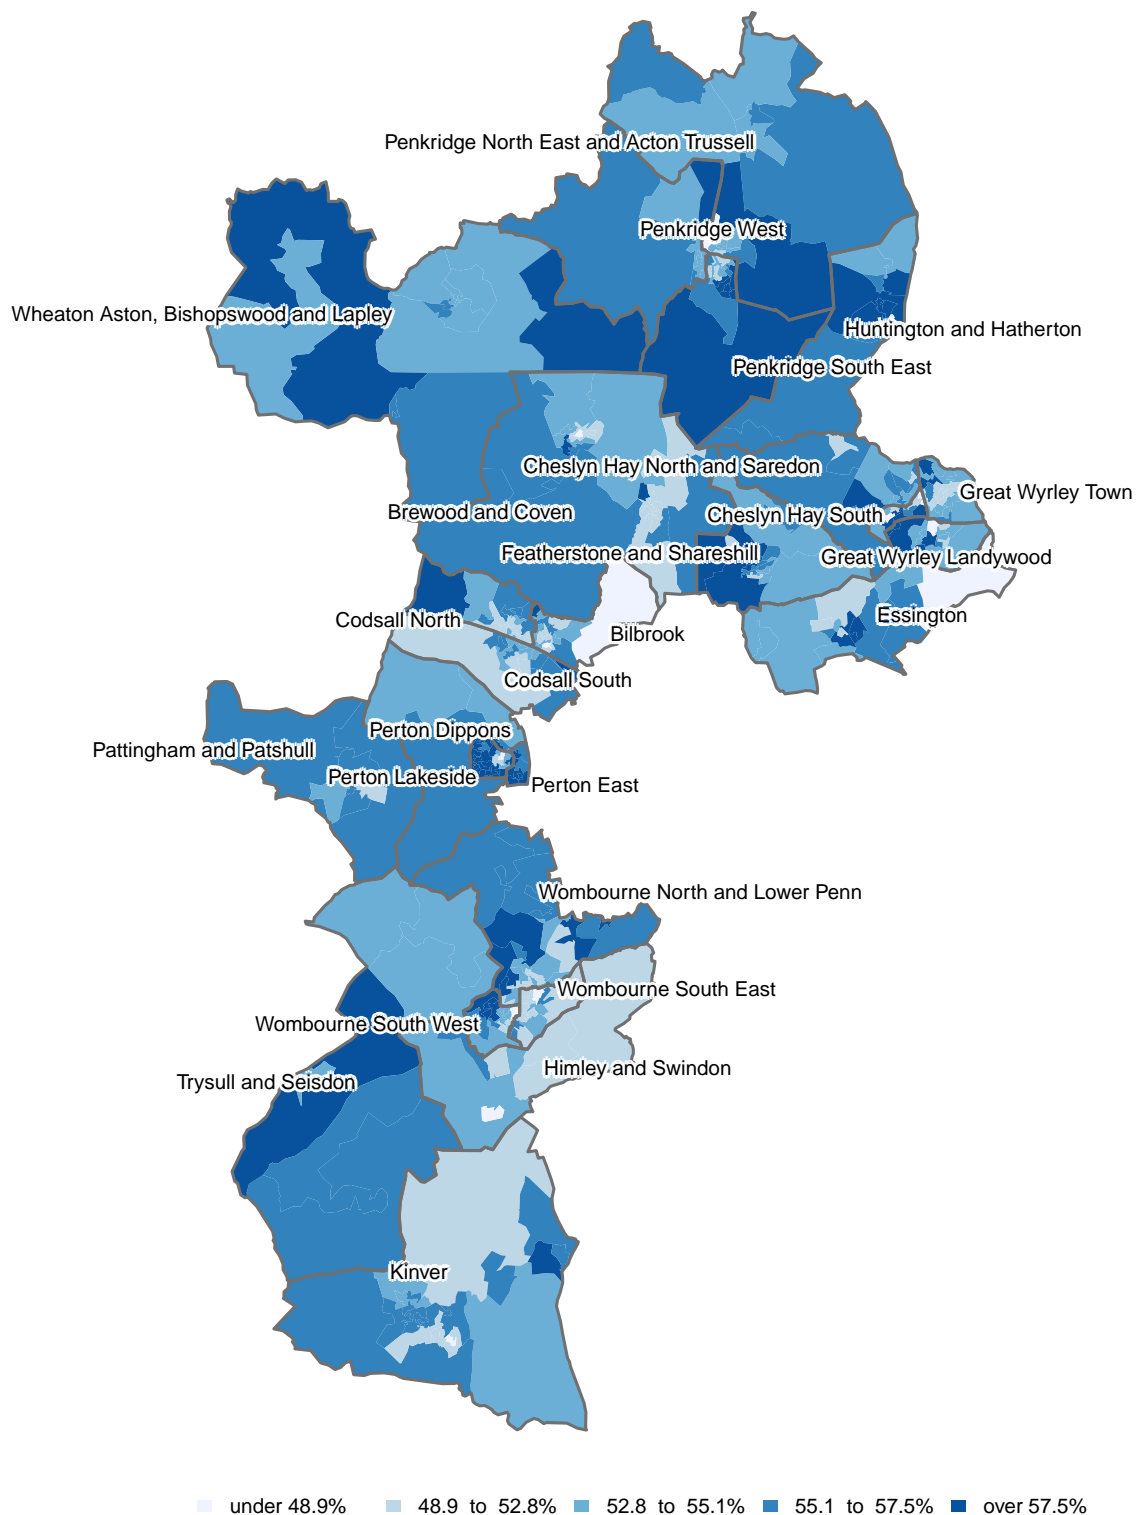 Penkridge North East and Acton Trussell
Penkridge West
Wheaton Aston, Bishopswood and Lapley
Huntington and Hatherton
Penkridge South East
Cheslyn Hay North and Saredon
Great Wyrley Town
Brewood and Coven
Cheslyn Hay South
Featherstone and Shareshill
Great Wyrley Landywood
Essington
Codsall North
Bilbrook
Codsall South
Perton Dippons
Pattingham and Patshull
Perton Lakeside
Perton East
Wombourne North and Lower Penn
Wombourne South East
Wombourne South West
Himley and Swindon
Trysull and Seisdon
Kinver
under 48.9% 48.9 to 52.8% 52.8 to 55.1% 55.1 to 57.5% over 57.5%